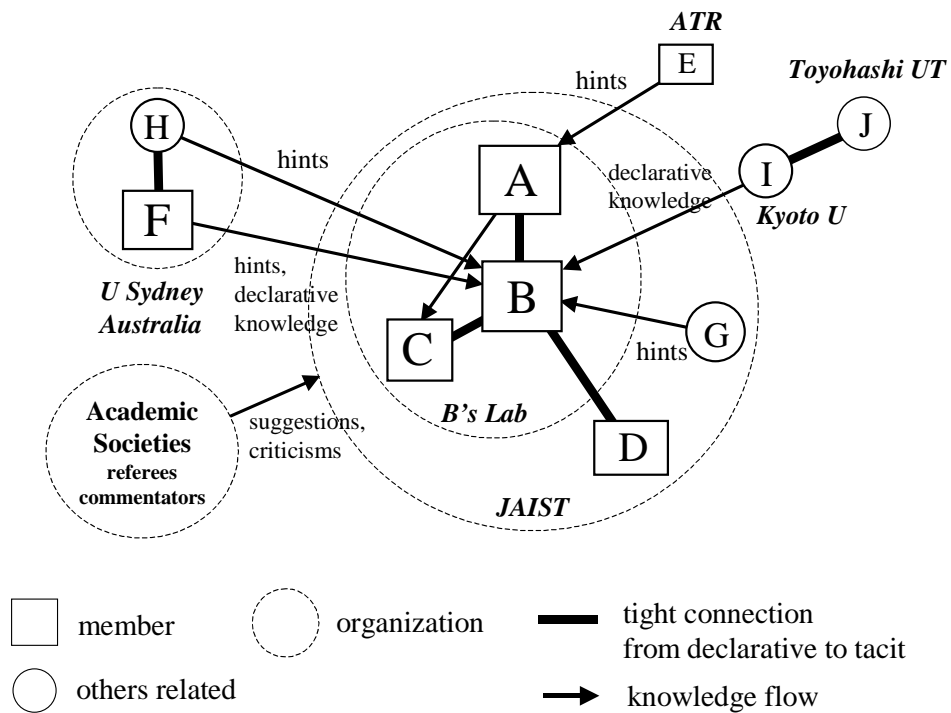 ATR
E
Toyohashi UT
hints
J
H
hints
A
declarative
knowledge
I
Kyoto U
F
hints,
declarative
knowledge
U Sydney
Australia
B
C
G
hints
B's Lab
Academic
Societies
referees
commentators
suggestions,
criticisms
D
JAIST
member
organization
tight connection
from declarative to tacit
others related
knowledge flow